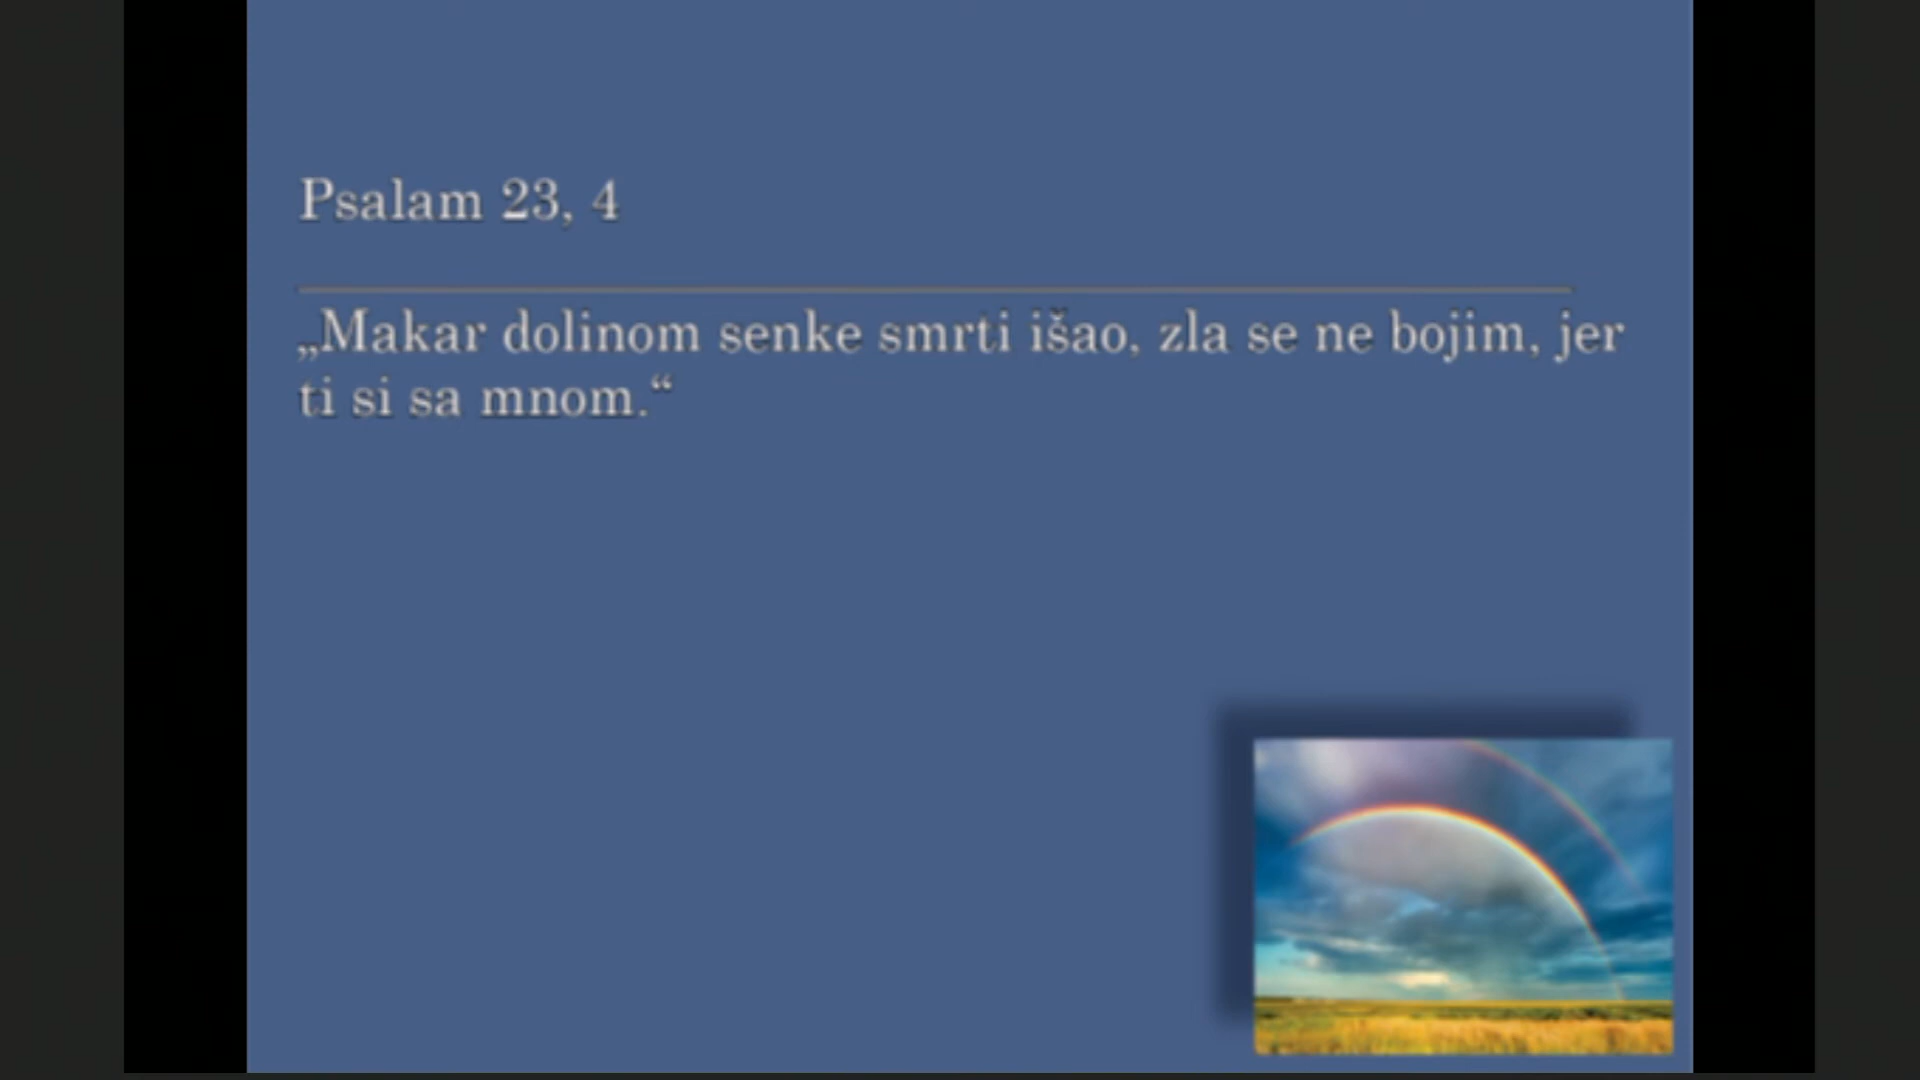 Psalam 23, 4
„Makar dolinom senke smrti išao, zla se ne bojim, jer
ti si sa mnom.“